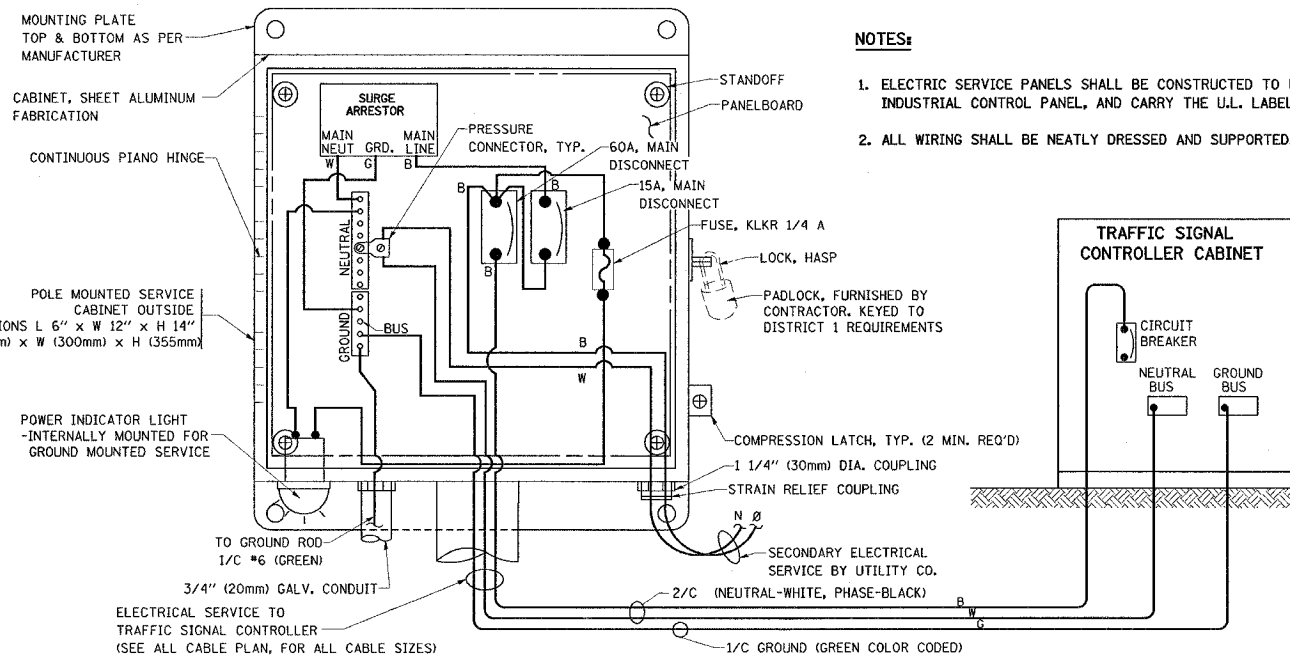 MOUNTING PLATE
TOP & BOTTOM AS PER
MANUFACTURER
CABINET, SHEET ALUMINUM
FABRICATION
CONTINUOUS PIANO HINGE
POLE MOUNTED SERVICE
CABINET OUTSIDE
IONS L 6" x W 12" x H 14"
m) x W (300mm) x H (355mm)
POWER INDICATOR LIGHT
-INTERNALLY MOUNTED FOR
GROUND MOUNTED SERVICE
SURGE
ARRESTOR
MAIN
NEUT
GRD.
MAIN
LINE
W
G
B
PRESSURE
CONNECTOR, TYP.
STANDOFF
PANELBOARD
60A, MAIN
DISCONNECT
15A, MAIN
DISCONNECT
B
B
B
FUSE, KLKR 1/4 A
NEUTRAL
GROUND
BUS
B
W
LOCK, HASP
PADLOCK, FURNISHED BY
CONTRACTOR. KEYED TO
DISTRICT 1 REQUIREMENTS
COMPRESSION LATCH, TYP. (2 MIN. REQ'D)
1 1/4" (30mm) DIA. COUPLING
STRAIN RELIEF COUPLING
N Ø
SECONDARY ELECTRICAL
SERVICE BY UTILITY CO.
TO GROUND ROD
1/C #6 (GREEN)
3/4" (20mm) GALV. CONDUIT
ELECTRICAL SERVICE TO
TRAFFIC SIGNAL CONTROLLER
(SEE ALL CABLE PLAN, FOR ALL CABLE SIZES)
2/C (NEUTRAL-WHITE, PHASE-BLACK)
B
W
G
1/C GROUND (GREEN COLOR CODED)
NOTES:
1. ELECTRIC SERVICE PANELS SHALL BE CONSTRUCTED TO
INDUSTRIAL CONTROL PANEL, AND CARRY THE U.L. LABEL
2. ALL WIRING SHALL BE NEATLY DRESSED AND SUPPORTED.
TRAFFIC SIGNAL
CONTROLLER CABINET
CIRCUIT
BREAKER
NEUTRAL
BUS
GROUND
BUS